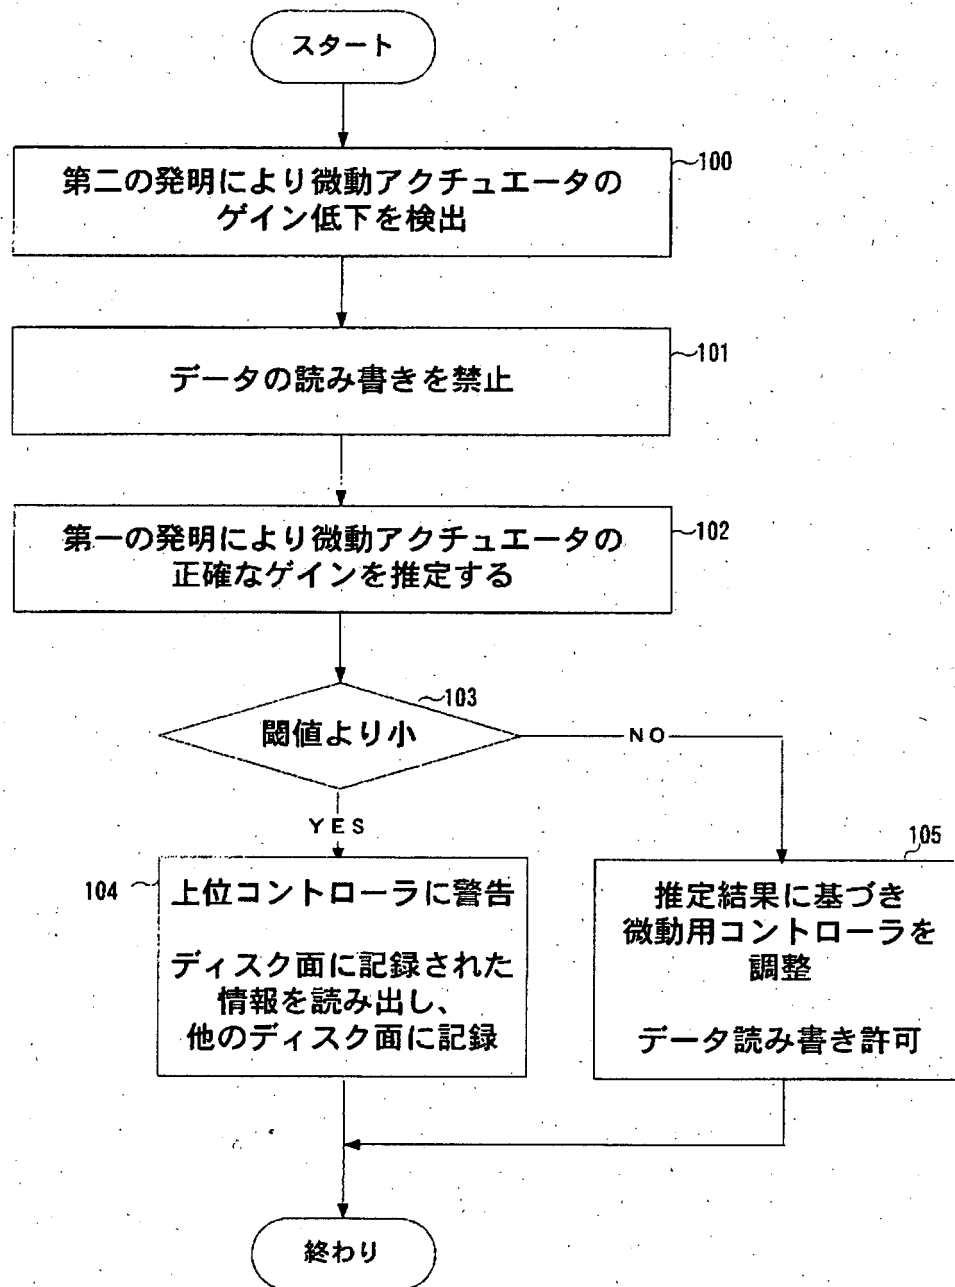 スタート
100
第二の発明により微動アクチュエータの
ゲイン低下を検出
101
データの読み書きを禁止
102
第一の発明により微動アクチュエータの
正確なゲインを推定する
103
閾値より小
NO
YES
104
上位コントローラに警告
ディスク面に記録された
情報を読み出し、
他のディスク面に記録
105
推定結果に基づき
微動用コントローラを
調整
データ読み書き許可
終わり